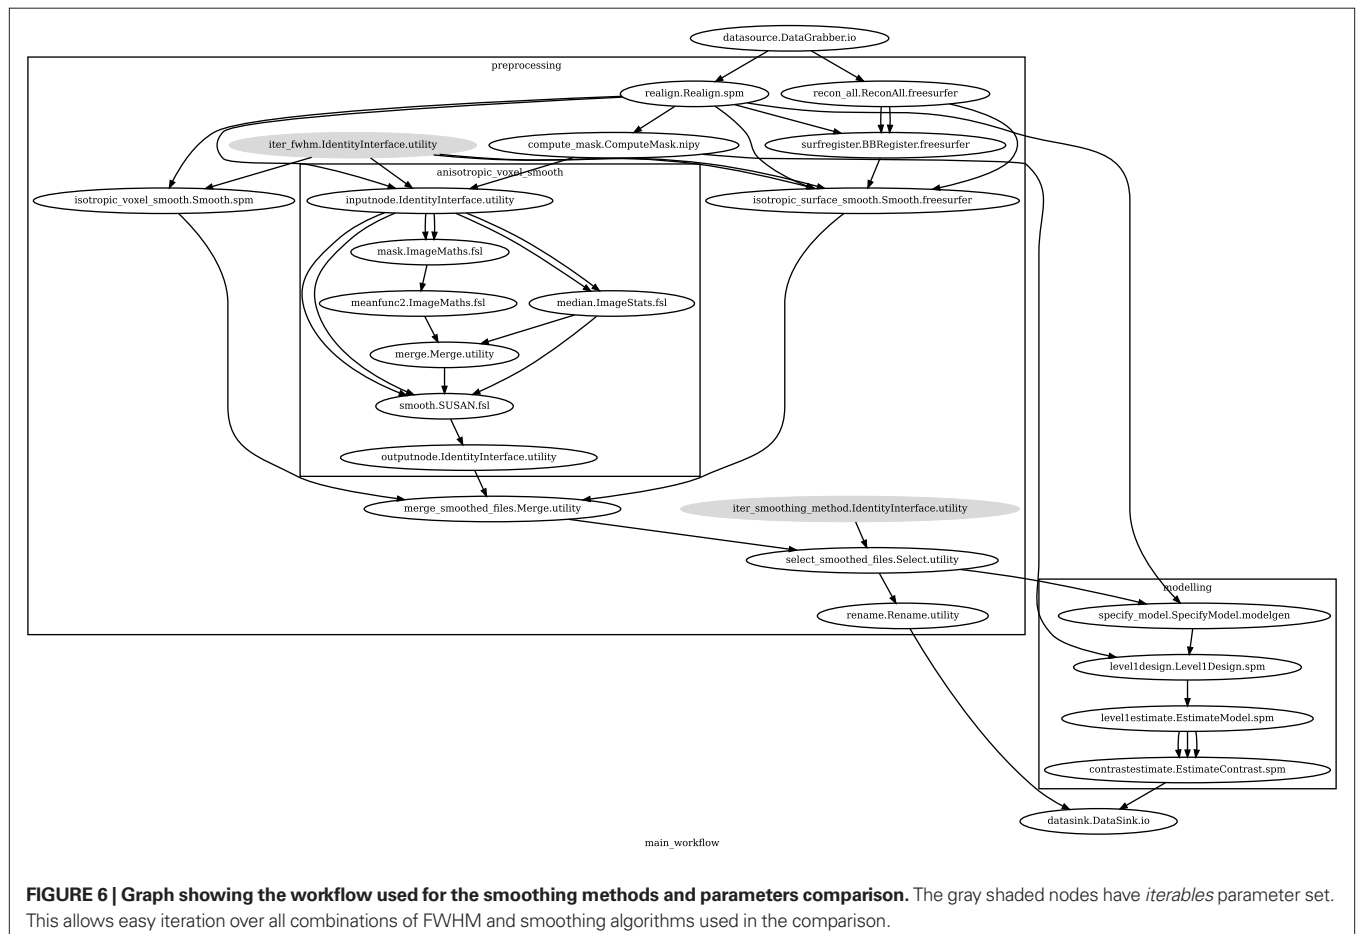 datasource.DataGrabber.io
preprocessing
realign.Realign.spm
recon_all.ReconAll.freesurfer
iter_fwhm.IdentityInterface.utility
compute_mask.ComputeMask.nipy
surfregister.BBRegister.freesurfer
anisotropic_voxel_smooth
isotropic_voxel_smooth.Smooth.spm
inputnode.IdentityInterface.utility
isotropic_surface_smooth.Smooth.freesurfer
mask.ImageMaths.fsl
meanfunc2.ImageMaths.fsl
median.ImageStats.fsl
merge.Merge.utility
smooth.SUSAN.fsl
outputnode.IdentityInterface.utility
merge_smoothed_files.Merge.utility
iter_smoothing_method.IdentityInterface.utility
select_smoothed_files.Select.utility
modelling
rename.Rename.utility
specify_model.SpecifyModel.modelgen
level1design.Level1Design.spm
level1estimate.EstimateModel.spm
contrastestimate.EstimateContrast.spm
datasink.DataSink.io
main_workflow
FIGURE 6 | Graph showing the workflow used for the smoothing methods and parameters comparison. The gray shaded nodes have iterables parameter set.
This allows easy iteration over all combinations of FWHM and smoothing algorithms used in the comparison.